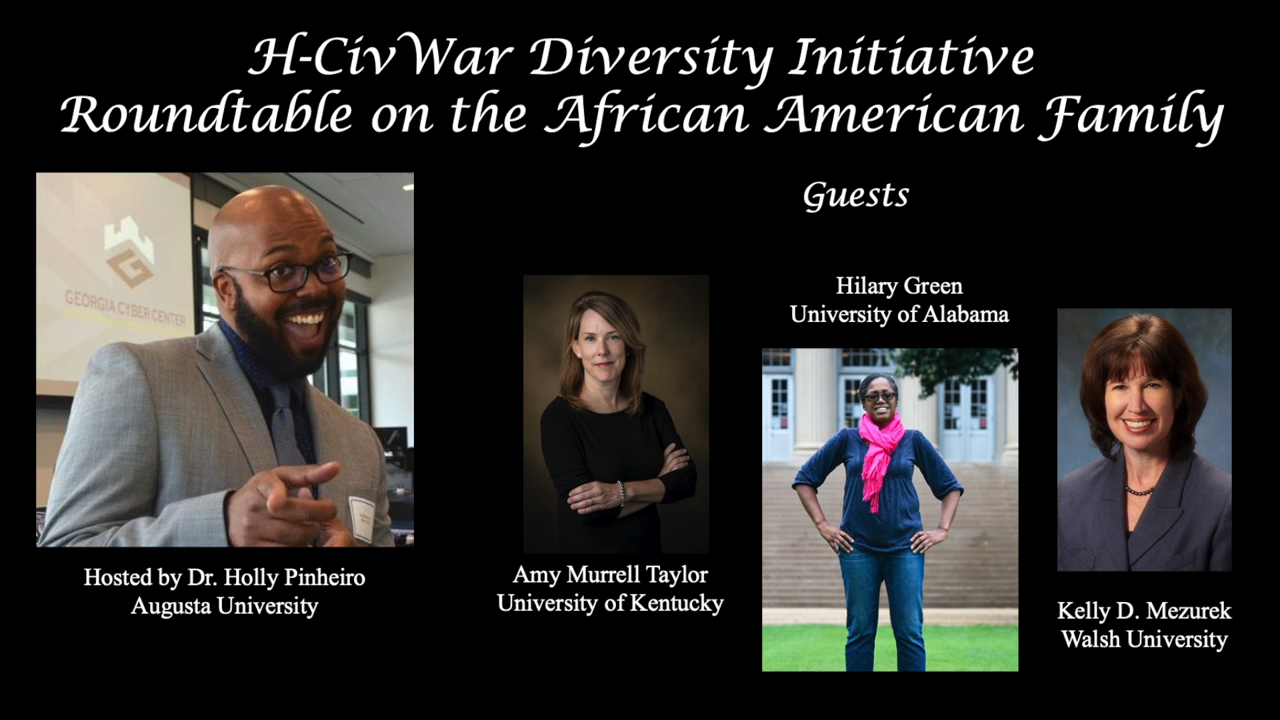 H-CivWar Diversity Initiative
Roundtable on the African American Family
Guests
GEORGIA CYBER CENTER
Hosted by Dr. Holly Pinheiro
Augusta University
Amy Murrell Taylor
University of Kentucky
Hilary Green
University of Alabama
Kelly D. Mezurek
Walsh University